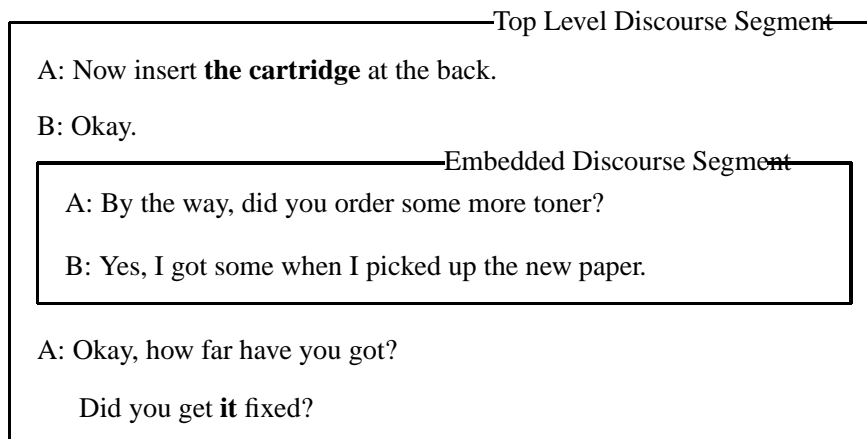 Top Level Discourse Segment
A: Now insert the cartridge at the back.
B: Okay.
Embedded Discourse Segment
A: By the way, did you order some more toner?
B: Yes, I got some when I picked up the new paper.
A: Okay, how far have you got?
Did you get it fixed?